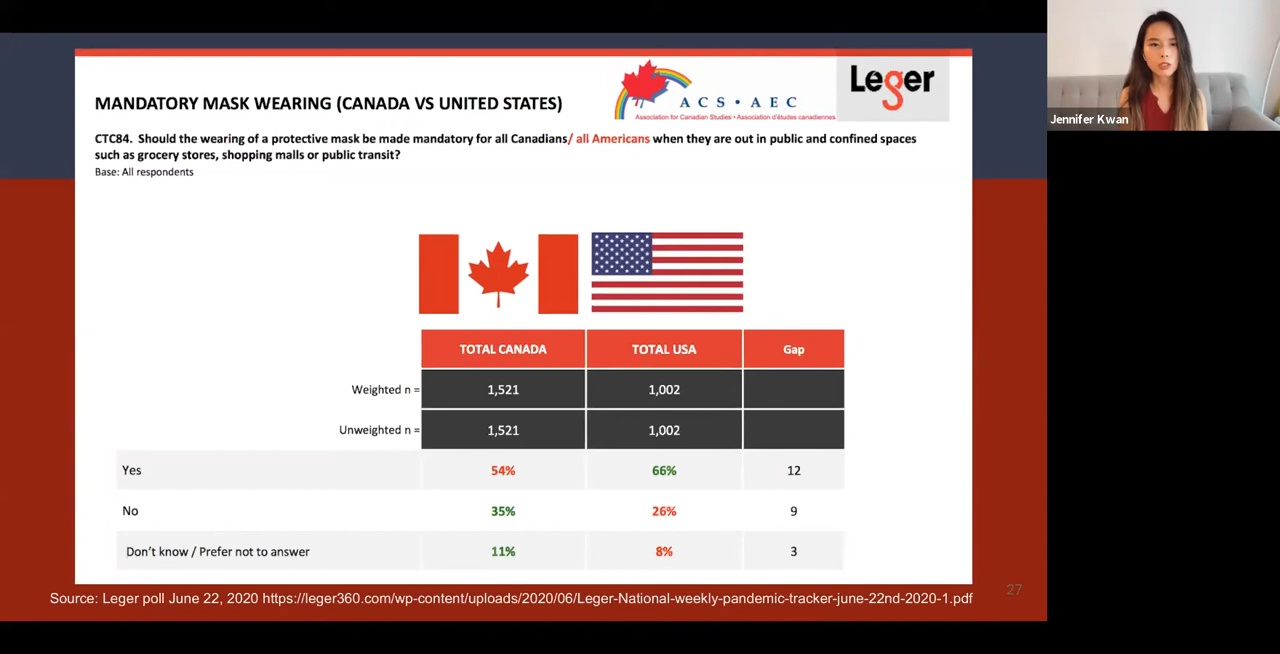 ACS•AEC
Association for Canadian Studies • Association d'études canadiennes
Leger
Jennifer Kwan
MANDATORY MASK WEARING (CANADA VS UNITED STATES)
CTC84. Should the wearing of a protective mask be made mandatory for all Canadians/ all Americans when they are out in public and confined spaces
such as grocery stores, shopping malls or public transit?
Base: All respondents
TOTAL CANADA TOTAL USA Gap
Weighted n = 1,521 1,002
Unweighted n = 1,521 1,002
Yes 54% 66% 12
No 35% 26% 9
Don't know / Prefer not to answer 11% 8% 3
27
Source: Leger poll June 22, 2020 https://leger360.com/wp-content/uploads/2020/06/Leger-National-weekly-pandemic-tracker-june-22nd-2020-1.pdf